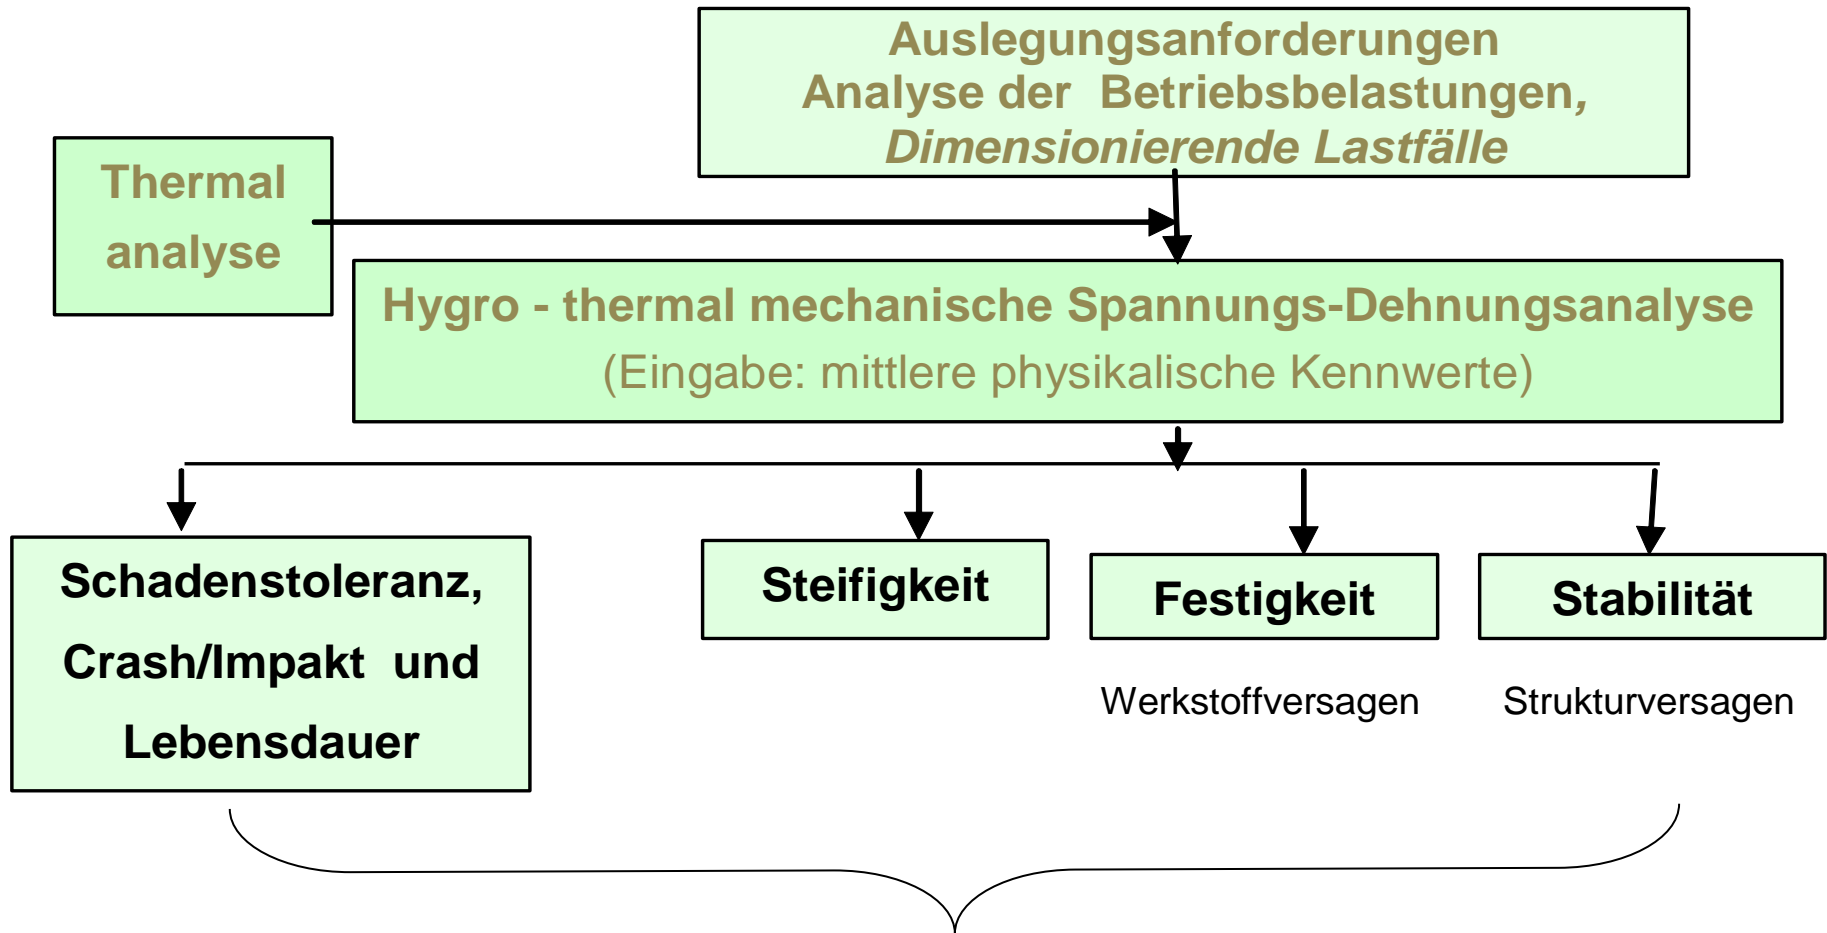 Auslegungsanforderungen
Analyse der Betriebsbelastungen,
Dimensionierende Lastfälle
Thermal
analyse
Hygro - thermal mechanische Spannungs-Dehnungsanalyse
(Eingabe: mittlere physikalische Kennwerte)
Schadenstoleranz,
Crash/Impakt und
Lebensdauer
Steifigkeit
Festigkeit
Stabilität
Werkstoffversagen
Strukturversagen